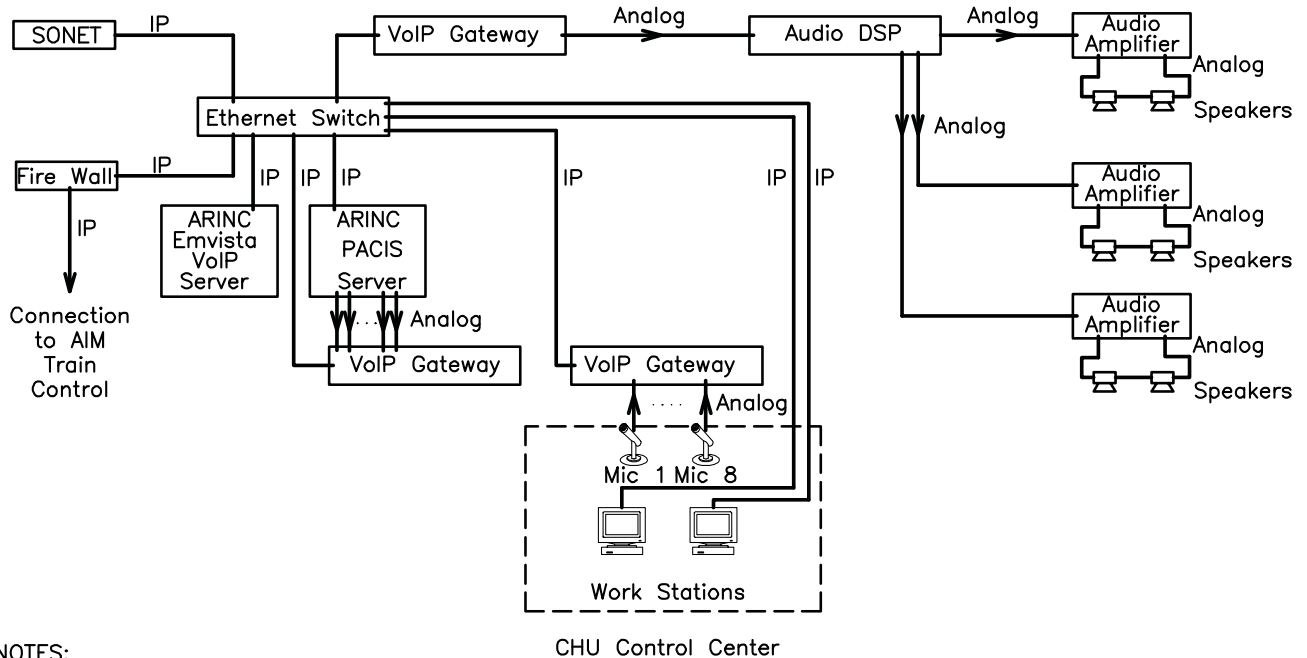 SONET
IP
VoIP Gateway
Analog
Audio DSP
Analog
Audio
Amplifier
Analog
Speakers
Ethernet Switch
Analog
Fire Wall
IP
IP
IP
IP
IP
IP
IP
IP
Audio
Amplifier
Analog
Speakers
ARINC
Emvista
VoIP
Server
ARINC
PACIS
Server
Connection
to AIM
Train
Control
.... Analog
VoIP Gateway
VoIP Gateway
.... Analog
Audio
Amplifier
Analog
Speakers
Mic 1 Mic 8
Work Stations
CHU Control Center
NOTES: